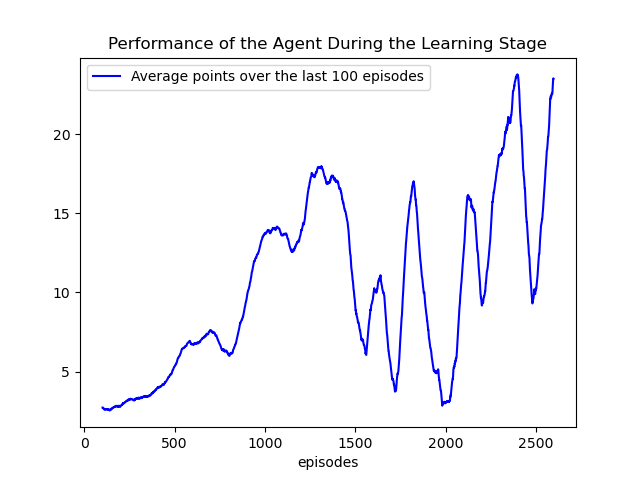 Performance of the Agent During the Learning Stage
Average points over the last 100 episodes
20
15
10
5
0 500 1000 1500 2000 2500
episodes